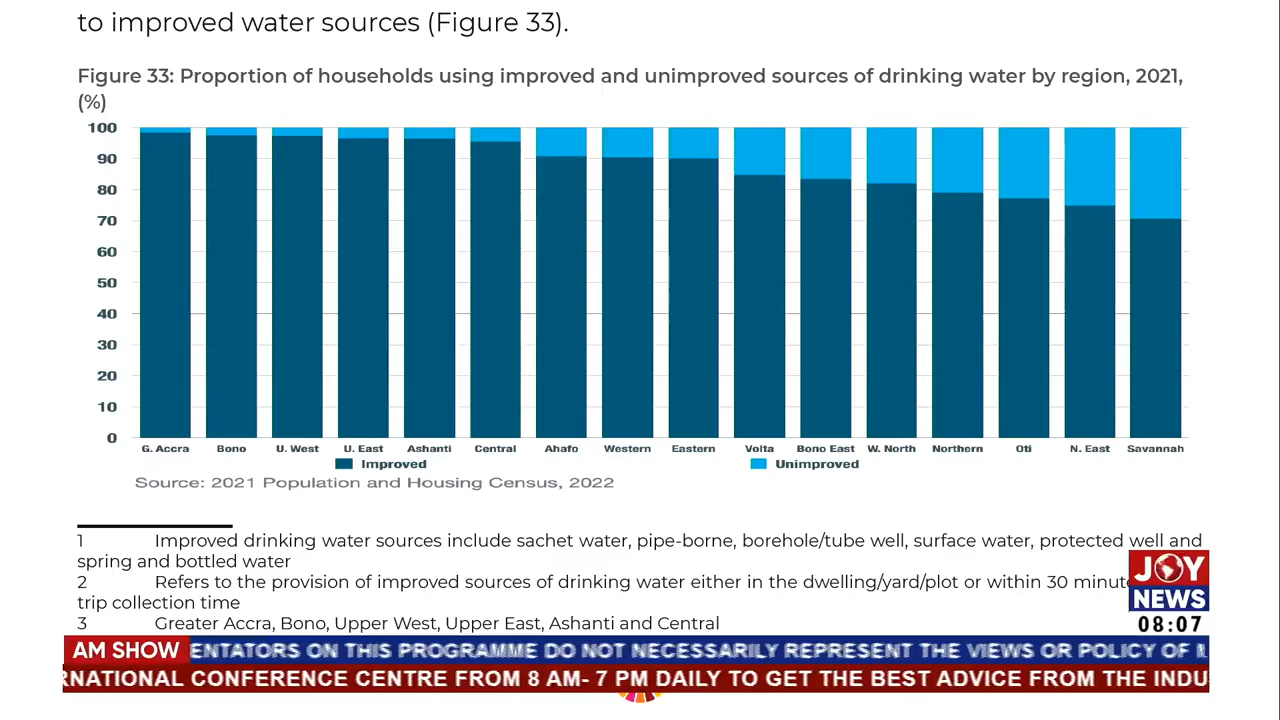 to improved water sources (Figure 33).
Figure 33: Proportion of households using improved and unimproved sources of drinking water by region, 2021,
(%)
100
90
80
70
60
50
40
30
20
10
0
G. Accra Bono U. West U. East Ashanti Central Ahafo Western Eastern Volta Bono East W. North Northern Oti N. East Savannah
Improved Unimproved
Source: 2021 Population and Housing Census, 2022
1 Improved drinking water sources include sachet water, pipe-borne, borehole/tube well, surface water, protected well and
spring and bottled water
2 Refers to the provision of improved sources of drinking water either in the dwelling/yard/plot or within 30
trip collection time
3 Greater Accra, Bono, Upper West, Upper East, Ashanti and Central
JOY
NEWS
08:07
AM SHOW ENTATORS ON THIS PROGRAMME DO NOT NECESSARILY REPRESENT THE VIEWS OR POLICY OF
RNATIONAL CONFERENCE CENTRE FROM 8 AM- 7 PM DAILY TO GET THE BEST ADVICE FROM THE INDU